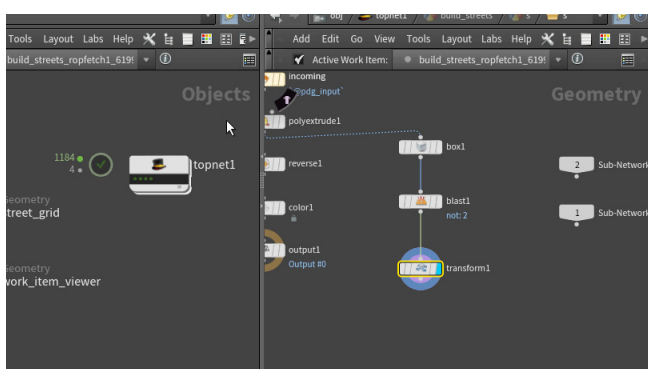 obj
topnet1
build_streets
s
s
Tools Layout Labs Help
Add Edit Go View Tools Layout Labs Help
build_streets_ropfetch1_619
Active Work Item: build_streets_ropfetch1_619
Objects
Geometry
incoming
@pdg_input`
polyextrude1
1184
4
topnet1
box1
reverse1
2 Sub-Network
Geometry
treet_grid
color1
blast1
not: 2
1 Sub-Network
output1
Output #0
transform1
Geometry
work_item_viewer